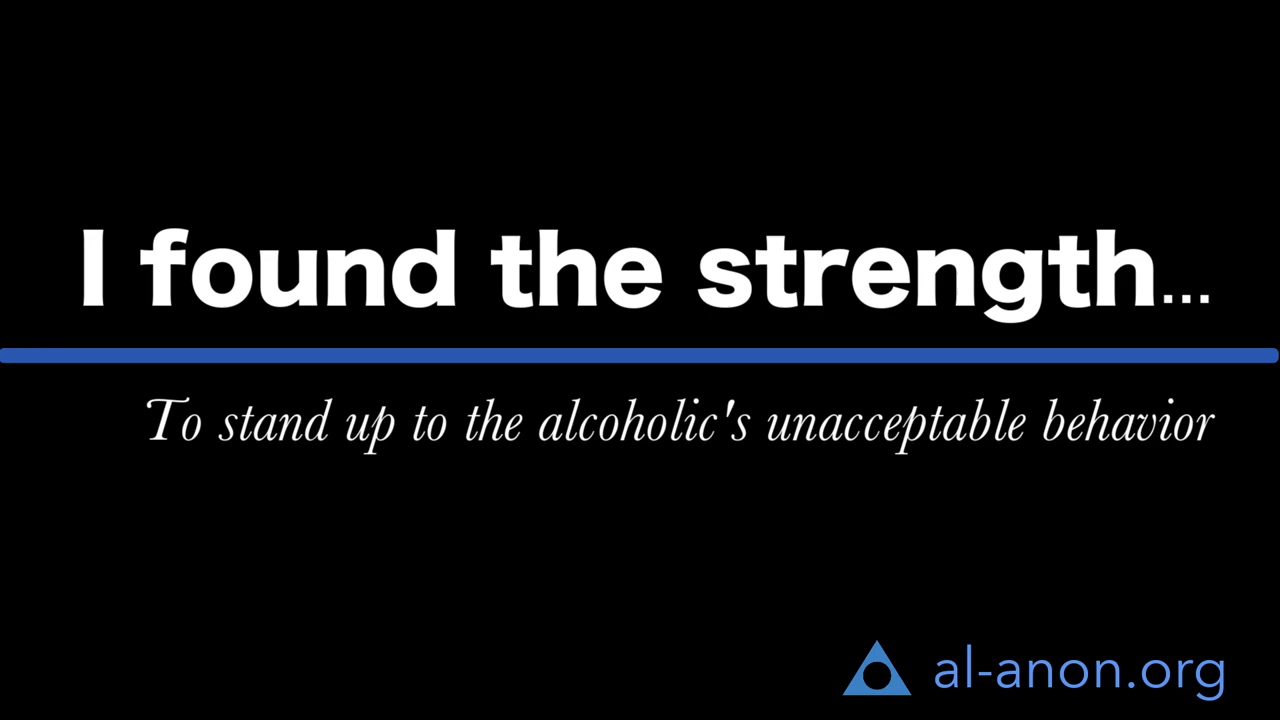 I found the strength...
To stand up to the alcoholic's unacceptable behavior
al-anon.org